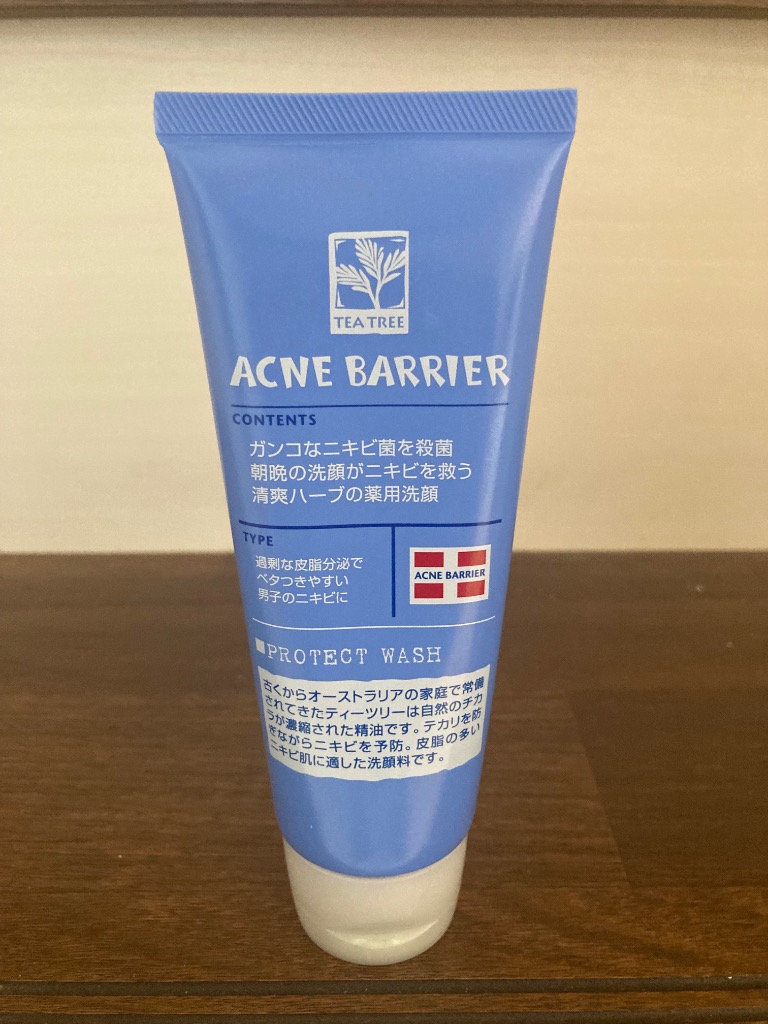 TEA TREE
ACNE BARRIER
CONTENTS
ガンコなニキビ菌を殺菌
朝晩の洗顔がニキビを救う
清爽ハーブの薬用洗顔
TYPE
過剰な皮脂分泌で
ベタつきやすい
男子のニキビに
ACNE BARRIER
■PROTECT WASH
古くからオーストラリアの家庭で常備
されてきたティーツリーは自然のチカ
ラが濃縮された精油です。テカリを防
ぎながらニキビを予防。皮脂の多い
ニキビ肌に適した洗顔料です。